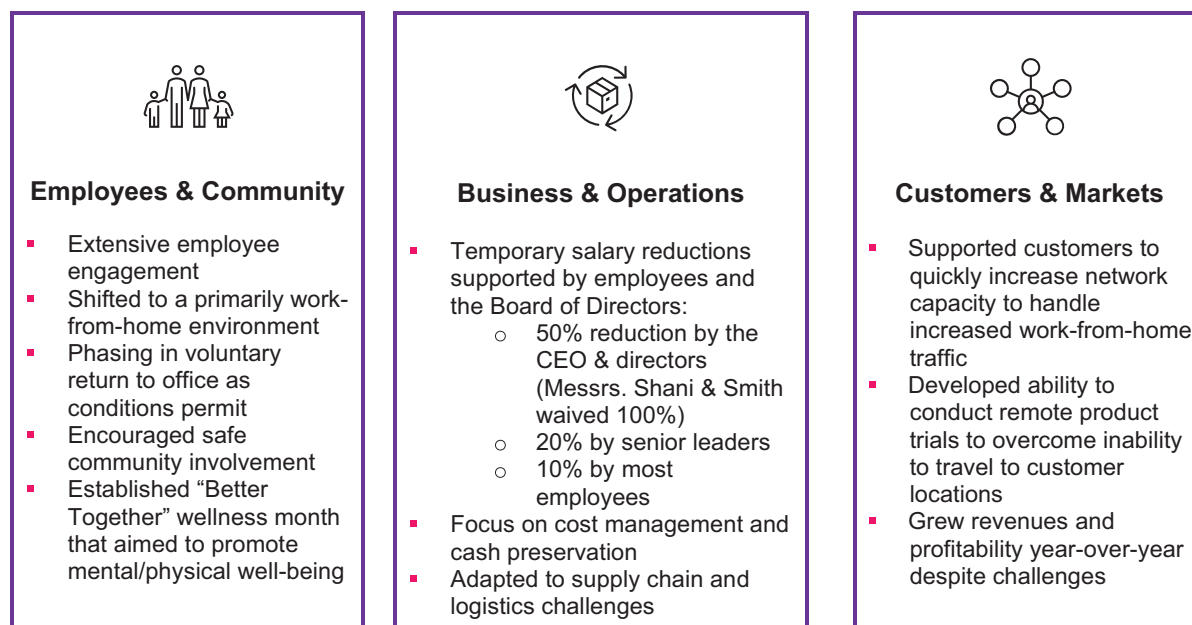 Employees & Community
Extensive employee
engagement
Shifted to a primarily work-
from-home environment
Phasing in voluntary
return to office as
conditions permit
Encouraged safe
community involvement
Established “Better
Together” wellness month
that aimed to promote
mental/physical well-being
Business & Operations
Temporary salary reductions
supported by employees and
the Board of Directors:
50% reduction by the
CEO & directors
(Messrs. Shani & Smith
waived 100%)
20% by senior leaders
10% by most
employees
Focus on cost management and
cash preservation
Adapted to supply chain and
logistics challenges
Customers & Markets
Supported customers to
quickly increase network
capacity to handle
increased work-from-home
traffic
Developed ability to
conduct remote product
trials to overcome inability
to travel to customer
locations
Grew revenues and
profitability year-over-year
despite challenges